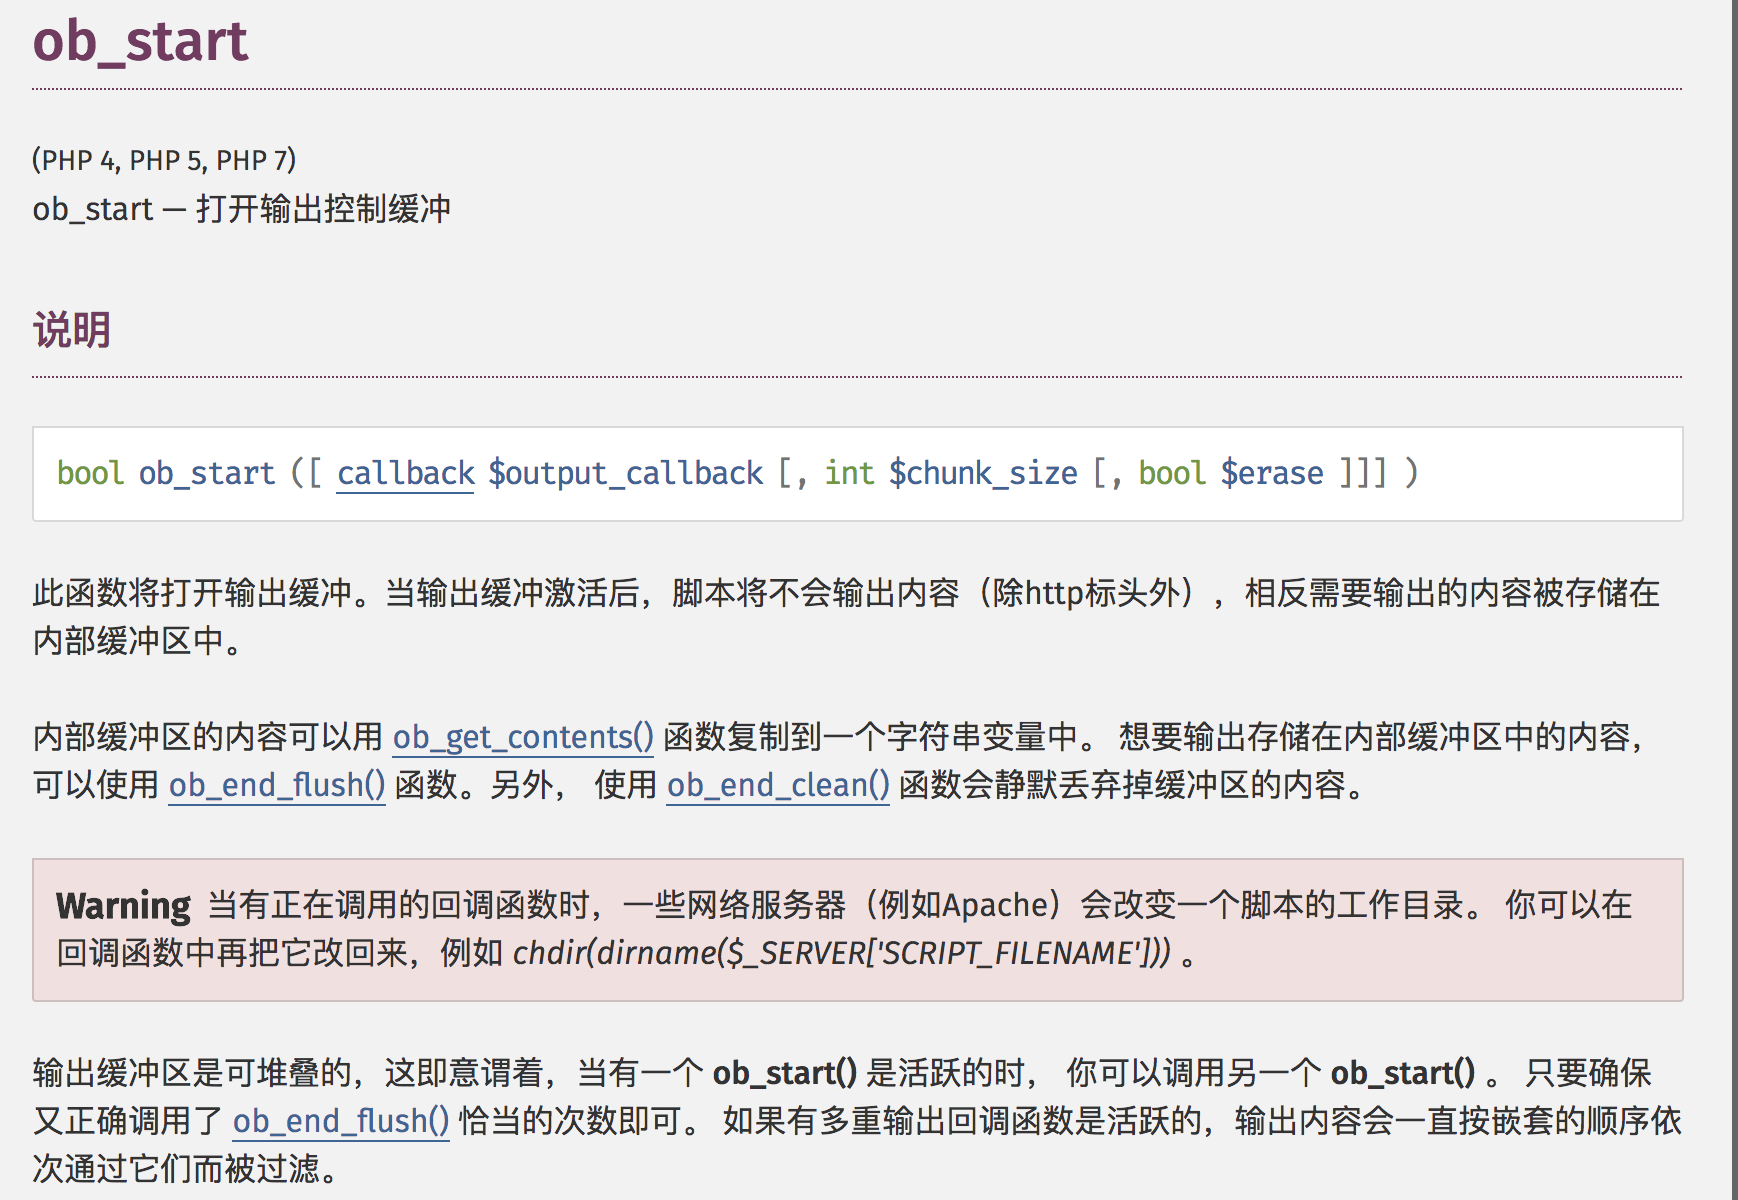 ob_start
(PHP 4, PHP 5, PHP 7)
ob_start — 打开输出控制缓冲
说明
bool ob_start ([ callback $output_callback [, int $chunk_size [, bool $erase ]]] )
此函数将打开输出缓冲。当输出缓冲激活后，脚本将不会输出内容（除http标头外），相反需要输出的内容被存储在
内部缓冲区中。
内部缓冲区的内容可以用 ob_get_contents() 函数复制到一个字符串变量中。 想要输出存储在内部缓冲区中的内容，
可以使用 ob_end_flush() 函数。另外， 使用 ob_end_clean() 函数会静默丢弃掉缓冲区的内容。
Warning 当有正在调用的回调函数时，一些网络服务器（例如Apache）会改变一个脚本的工作目录。 你可以在
回调函数中再把它改回来，例如 chdir(dirname($_SERVER['SCRIPT_FILENAME'])) 。
输出缓冲区是可堆叠的，这即意谓着，当有一个 ob_start() 是活跃的时， 你可以调用另一个 ob_start() 。 只要确保
又正确调用了 ob_end_flush() 恰当的次数即可。 如果有多重输出回调函数是活跃的，输出内容会一直按嵌套的顺序依
次通过它们而被过滤。